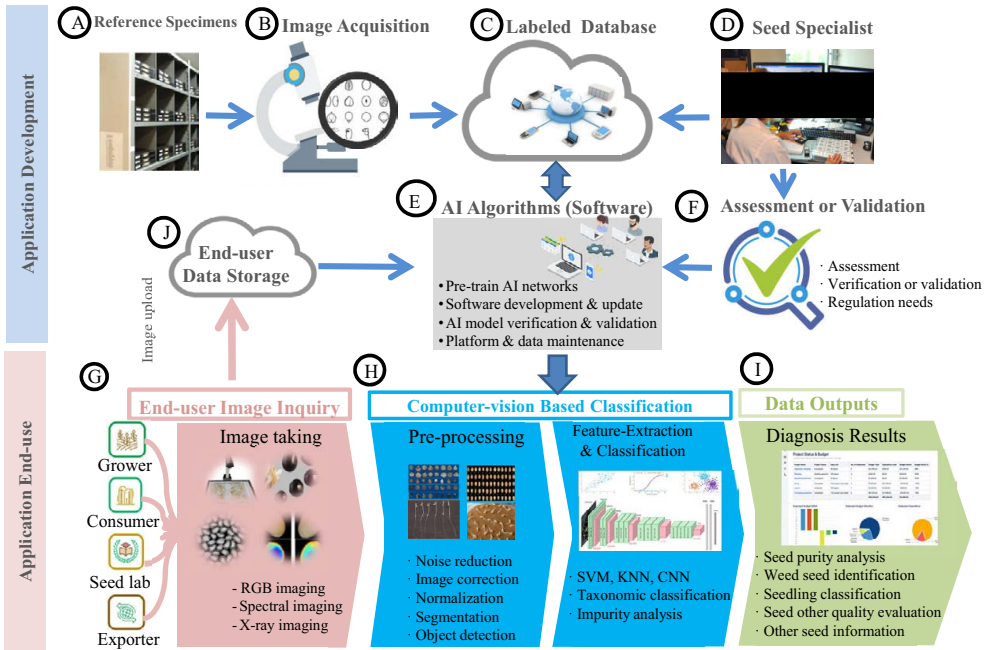 A Reference Specimens
B Image Acquisition
C Labeled Database
D Seed Specialist
Application Development
E
AI Algorithms (Software)
• Pre-train AI networks
• Software development & update
• AI model verification & validation
• Platform & data maintenance
F Assessment or Validation
· Assessment
· Verification or validation
· Regulation needs
J
End-user
Data Storage
Image upload
Application End-use
G
End-user Image Inquiry
Grower
Consumer
Seed lab
Exporter
Image taking
- RGB imaging
- Spectral imaging
- X-ray imaging
H
Computer-vision Based Classification
Pre-processing
· Noise reduction
· Image correction
· Normalization
· Segmentation
· Object detection
Feature-Extraction
& Classification
· SVM, KNN, CNN
· Taxonomic classification
· Impurity analysis
I
Data Outputs
Diagnosis Results
Project Status & Budget
· Seed purity analysis
· Weed seed identification
· Seedling classification
· Seed other quality evaluation
· Other seed information